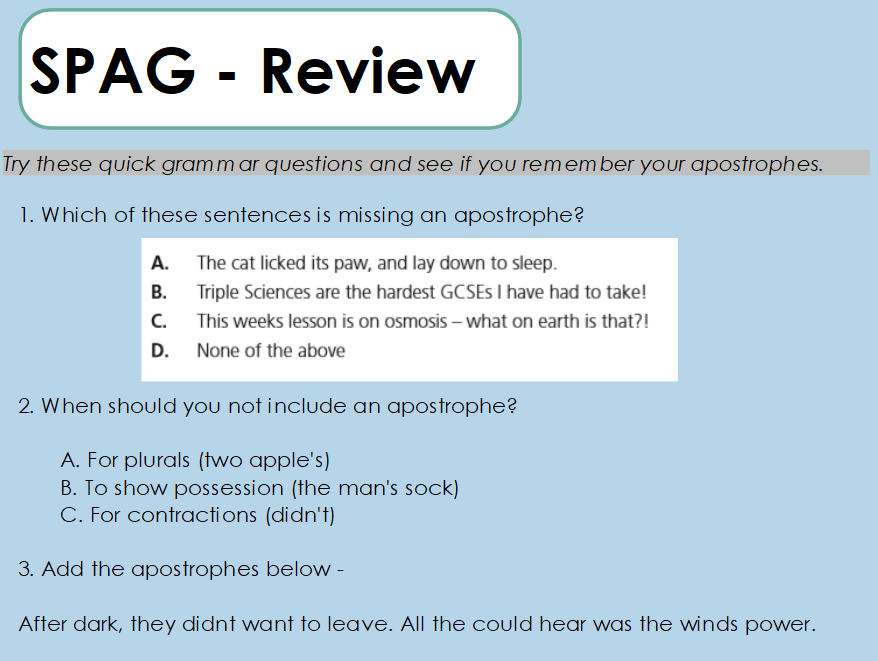 SPAG - Review
Try these quick grammar questions and see if you remember your apostrophes.
1. Which of these sentences is missing an apostrophe?
A. The cat licked its paw, and lay down to sleep.
B. Triple Sciences are the hardest GCSEs I have had to take!
C. This weeks lesson is on osmosis – what on earth is that?!
D. None of the above
2. When should you not include an apostrophe?
A. For plurals (two apple's)
B. To show possession (the man's sock)
C. For contractions (didn't)
3. Add the apostrophes below -
After dark, they didnt want to leave. All the could hear was the winds power.